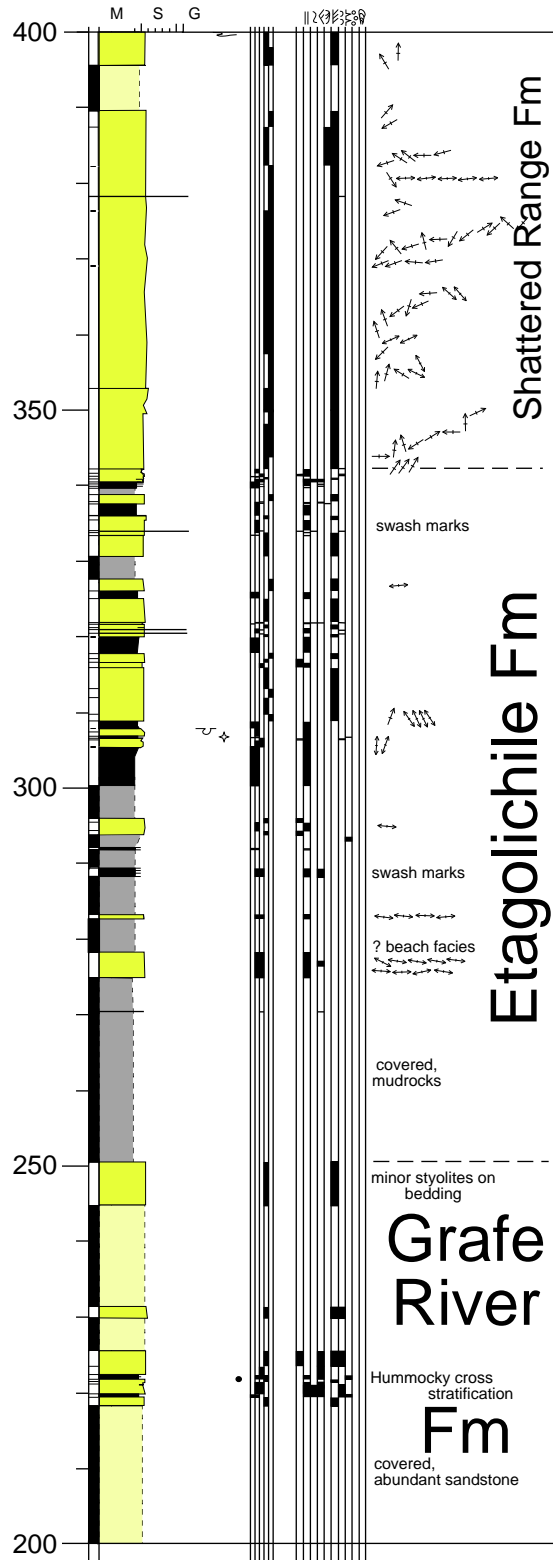 M S G
400
Shattered Range Fm
350
swash marks
Etagolichile Fm
300
swash marks
? beach facies
covered,
mudrocks
250
minor styolites on
bedding
Grafe
River
Hummocky cross
stratification
Fm
covered,
abundant sandstone
200